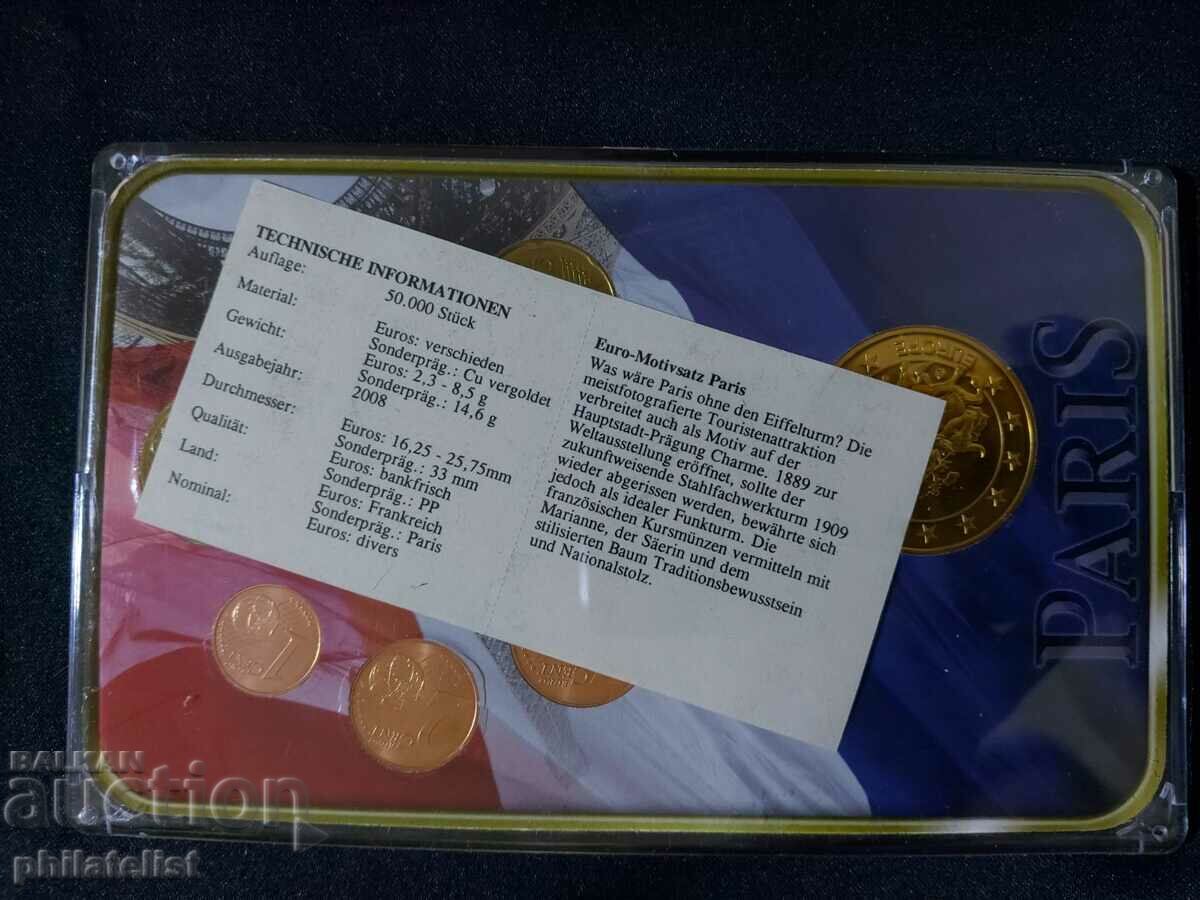 TECHNISCHE INFORMATIONEN
Auflage:
50.000 Stück
Material:
Euros: verschieden
Sonderpräg.: Cu vergoldet
Gewicht:
Euros: 2,3 - 8,5 g
Sonderpräg.: 14,6 g
Ausgabejahr:
2008
Durchmesser:
Euros: 16,25 - 25,75mm
Sonderpräg.: 33 mm
Qualität:
Euros: bankfrisch
Sonderpräg.: PP
Land:
Euros: Frankreich
Sonderpräg.: Paris
Nominal:
Euros: divers
Euro-Motivsatz Paris
Was wäre Paris ohne den Eiffelturm? Die
meistfotografierte Touristenattraktion
verbreitet auch als Motiv auf der
Hauptstadt-Prägung Charme. 1889 zur
Weltausstellung eröffnet, sollte der
zukunftweisende Stahlfachwerkturm 1909
wieder abgerissen werden, bewährte sich
jedoch als idealer Funkturm. Die
französischen Kursmünzen vermitteln mit
Marianne, der Säerin und dem
stilisierten Baum Traditionsbewusstsein
und Nationalstolz.
EUROPE
PARIS
BALKAN
auction
philatelist